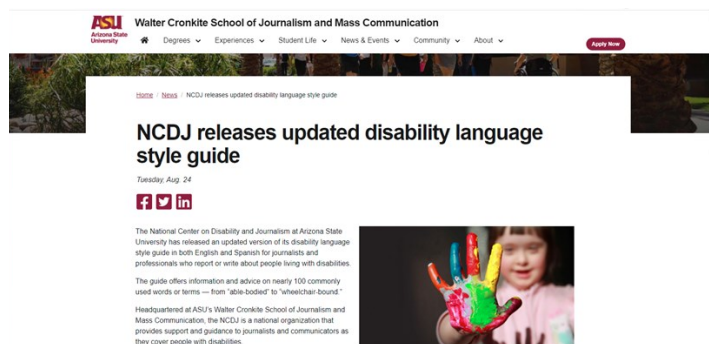 ASU
Arizona State
University
Walter Cronkite School of Journalism and Mass Communication
Degrees Experiences Student Life News & Events Community About
Apply Now
Home / News / NCDJ releases updated disability language style guide
NCDJ releases updated disability language
style guide
Tuesday, Aug. 24
The National Center on Disability and Journalism at Arizona State
University has released an updated version of its disability language
style guide in both English and Spanish for journalists and
professionals who report or write about people living with disabilities.
The guide offers information and advice on nearly 100 commonly
used words or terms — from "able-bodied" to "wheelchair-bound."
Headquartered at ASU's Walter Cronkite School of Journalism and
Mass Communication, the NCDJ is a national organization that
provides support and guidance to journalists and communicators as
they cover people with disabilities.